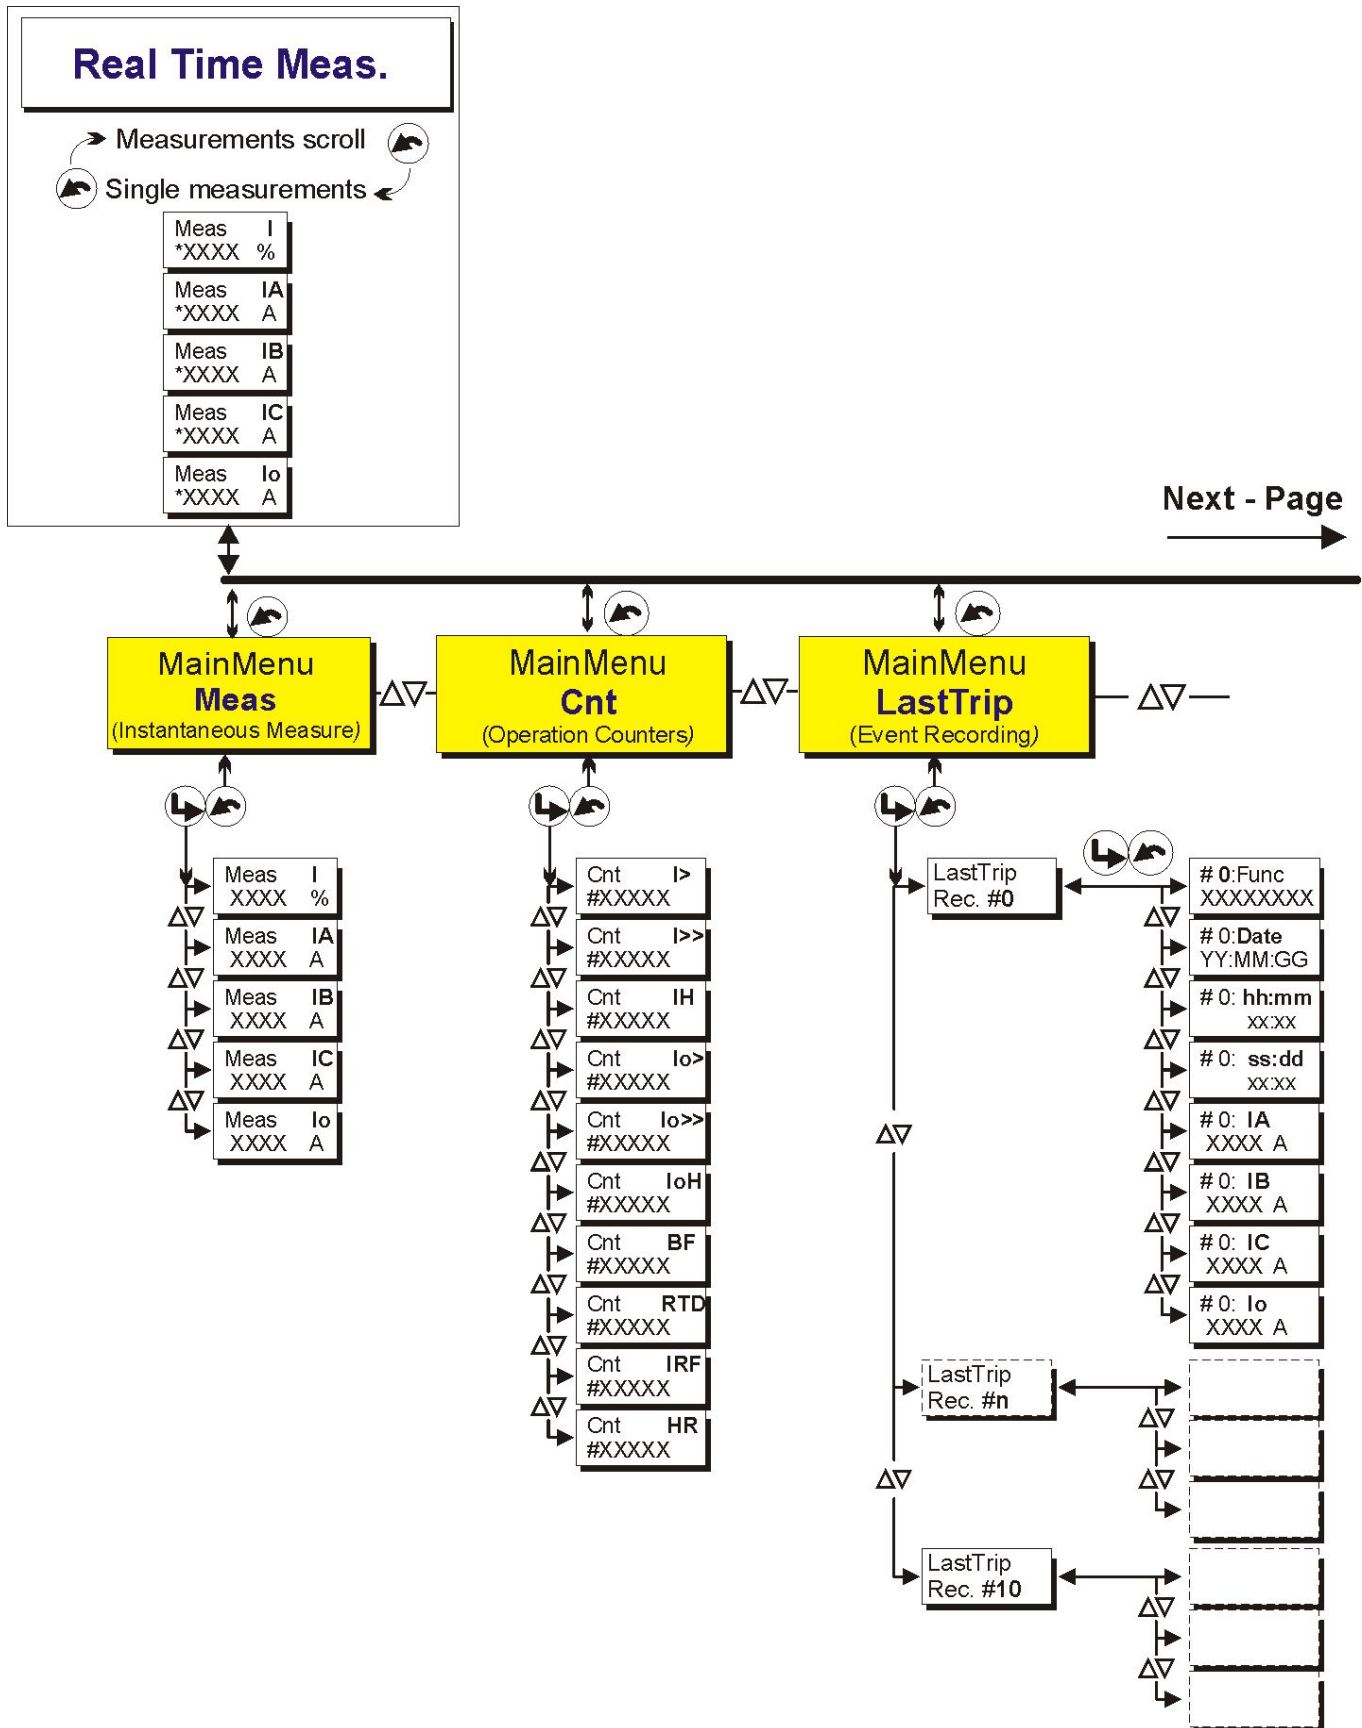 Real Time Meas.
Measurements scroll
Single measurements
Meas I
*XXXX %
Meas IA
*XXXX A
Meas IB
*XXXX A
Meas IC
*XXXX A
Meas Io
*XXXX A
Next - Page
MainMenu
Meas
(Instantaneous Measure)
MainMenu
Cnt
(Operation Counters)
MainMenu
LastTrip
(Event Recording)
Meas I
XXXX %
Meas IA
XXXX A
Meas IB
XXXX A
Meas IC
XXXX A
Meas Io
XXXX A
Cnt I>
#XXXXX
Cnt I>>
#XXXXX
Cnt IH
#XXXXX
Cnt Io>
#XXXXX
Cnt Io>>
#XXXXX
Cnt IoH
#XXXXX
Cnt BF
#XXXXX
Cnt RTD
#XXXXX
Cnt IRF
#XXXXX
Cnt HR
#XXXXX
LastTrip
Rec. #0
# 0:Func
XXXXXXXX
# 0:Date
YY:MM:GG
# 0: hh:mm
xx:xx
# 0: ss:dd
xx:xx
# 0: IA
XXXX A
# 0: IB
XXXX A
# 0: IC
XXXX A
# 0: Io
XXXX A
LastTrip
Rec. #n
LastTrip
Rec. #10